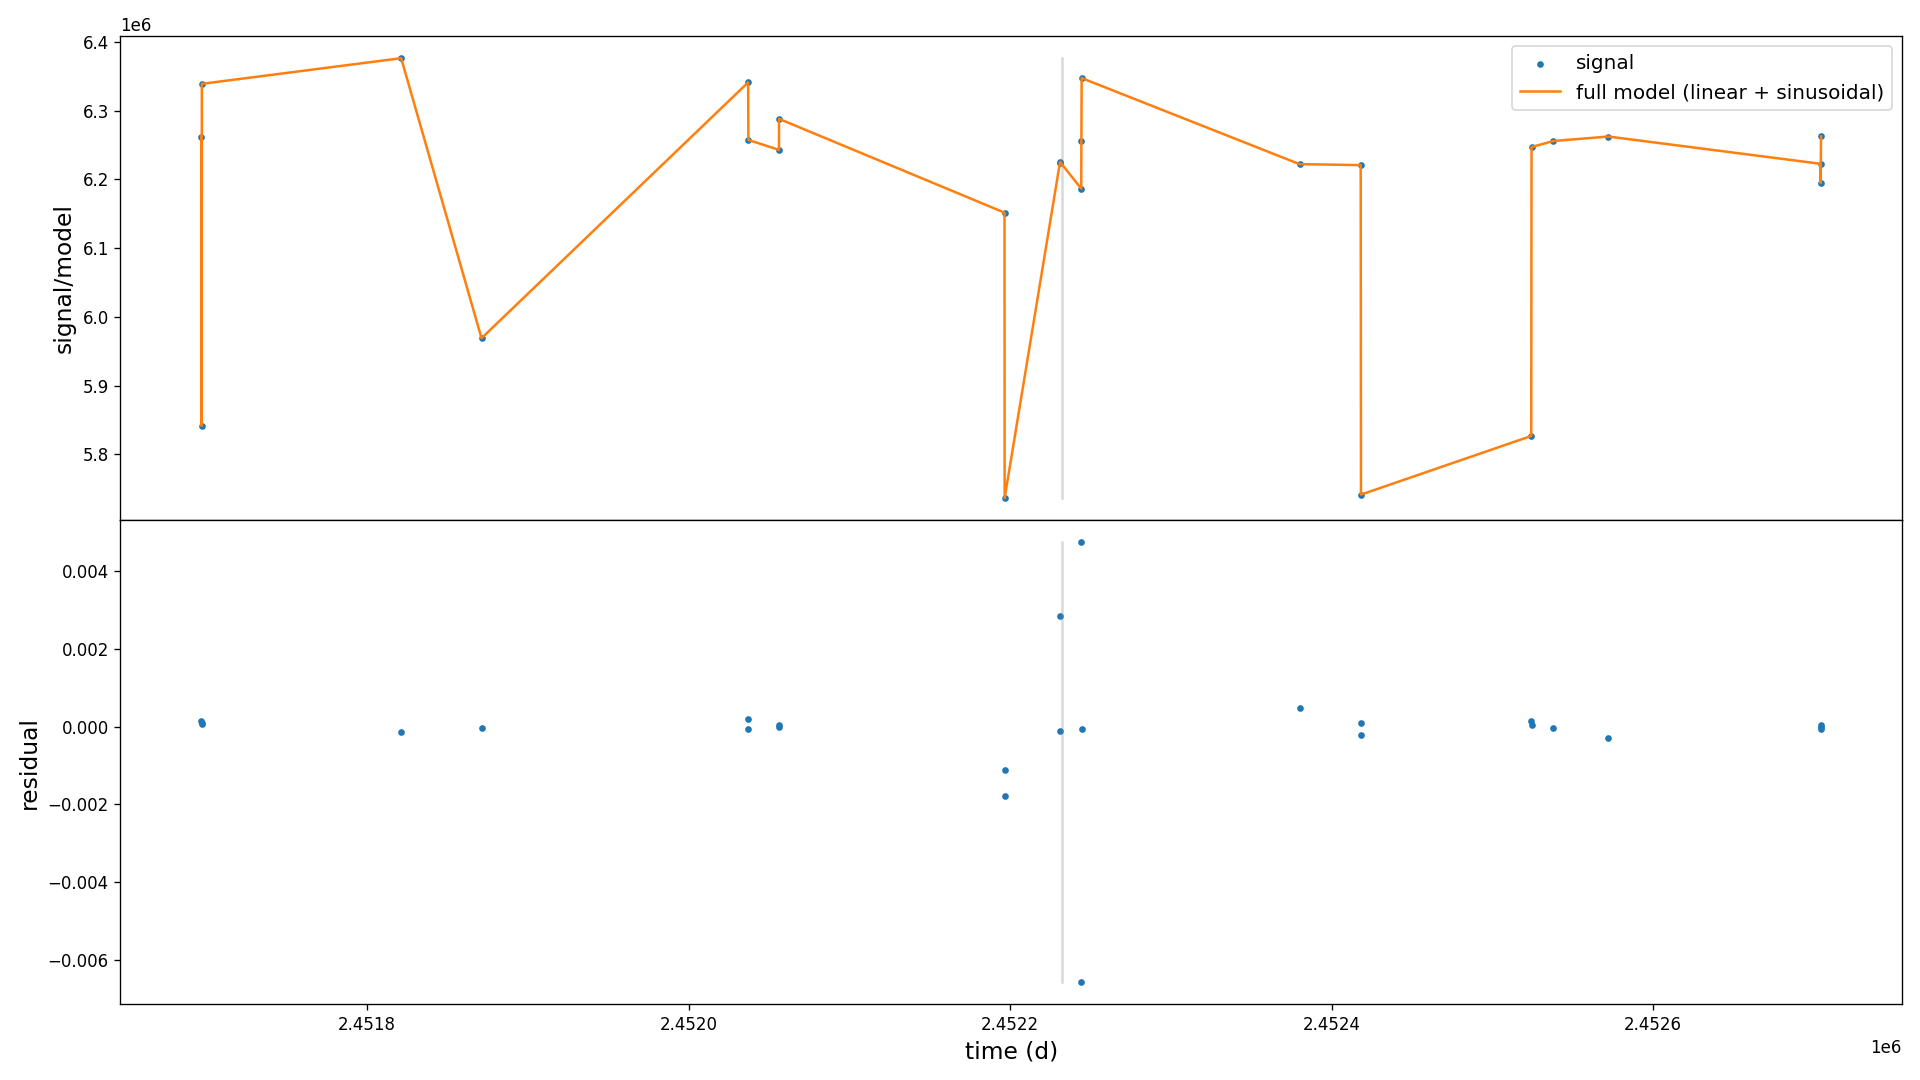 1e6
6.4
6.3
6.2
6.1
6.0
5.9
5.8
signal/model
signal
full model (linear + sinusoidal)
0.004
0.002
0.000
−0.002
−0.004
−0.006
residual
2.4518
2.4520
2.4522
2.4524
2.4526
time (d)
1e6